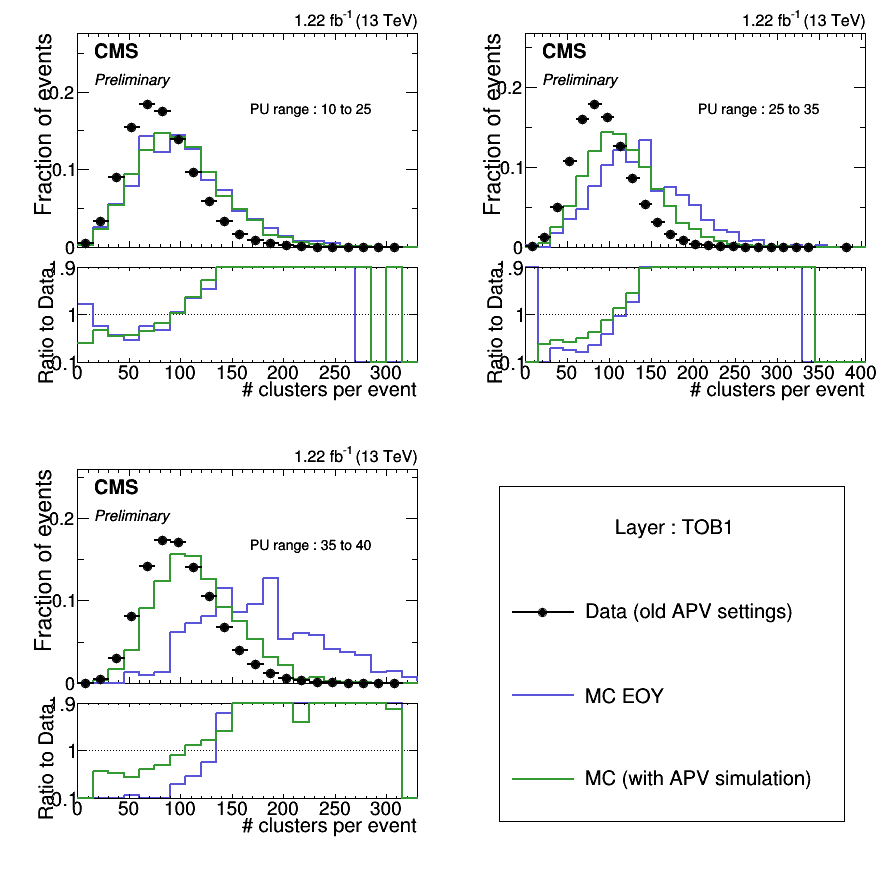 1.22 fb⁻¹ (13 TeV)
CMS
Preliminary
PU range : 10 to 25
Fraction of events
0.2
0.1
0
Ratio to Data
1.9
1
0.1
0 50 100 150 200 250 300
# clusters per event
1.22 fb⁻¹ (13 TeV)
CMS
Preliminary
PU range : 25 to 35
Fraction of events
0.2
0.1
0
Ratio to Data
1.9
1
0.1
0 50 100 150 200 250 300 350 400
# clusters per event
1.22 fb⁻¹ (13 TeV)
CMS
Preliminary
PU range : 35 to 40
Fraction of events
0.2
0.1
0
Ratio to Data
1.9
1
0.1
0 50 100 150 200 250 300
# clusters per event
Layer : TOB1
Data (old APV settings)
MC EOY
MC (with APV simulation)